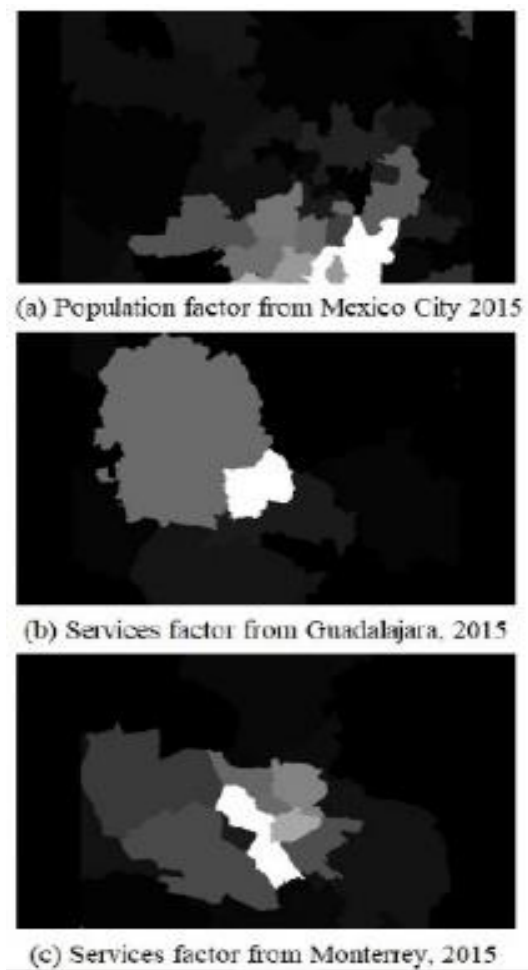 (a) Population factor from Mexico City 2015
(b) Services factor from Guadalajara, 2015
(c) Services factor from Monterrey, 2015